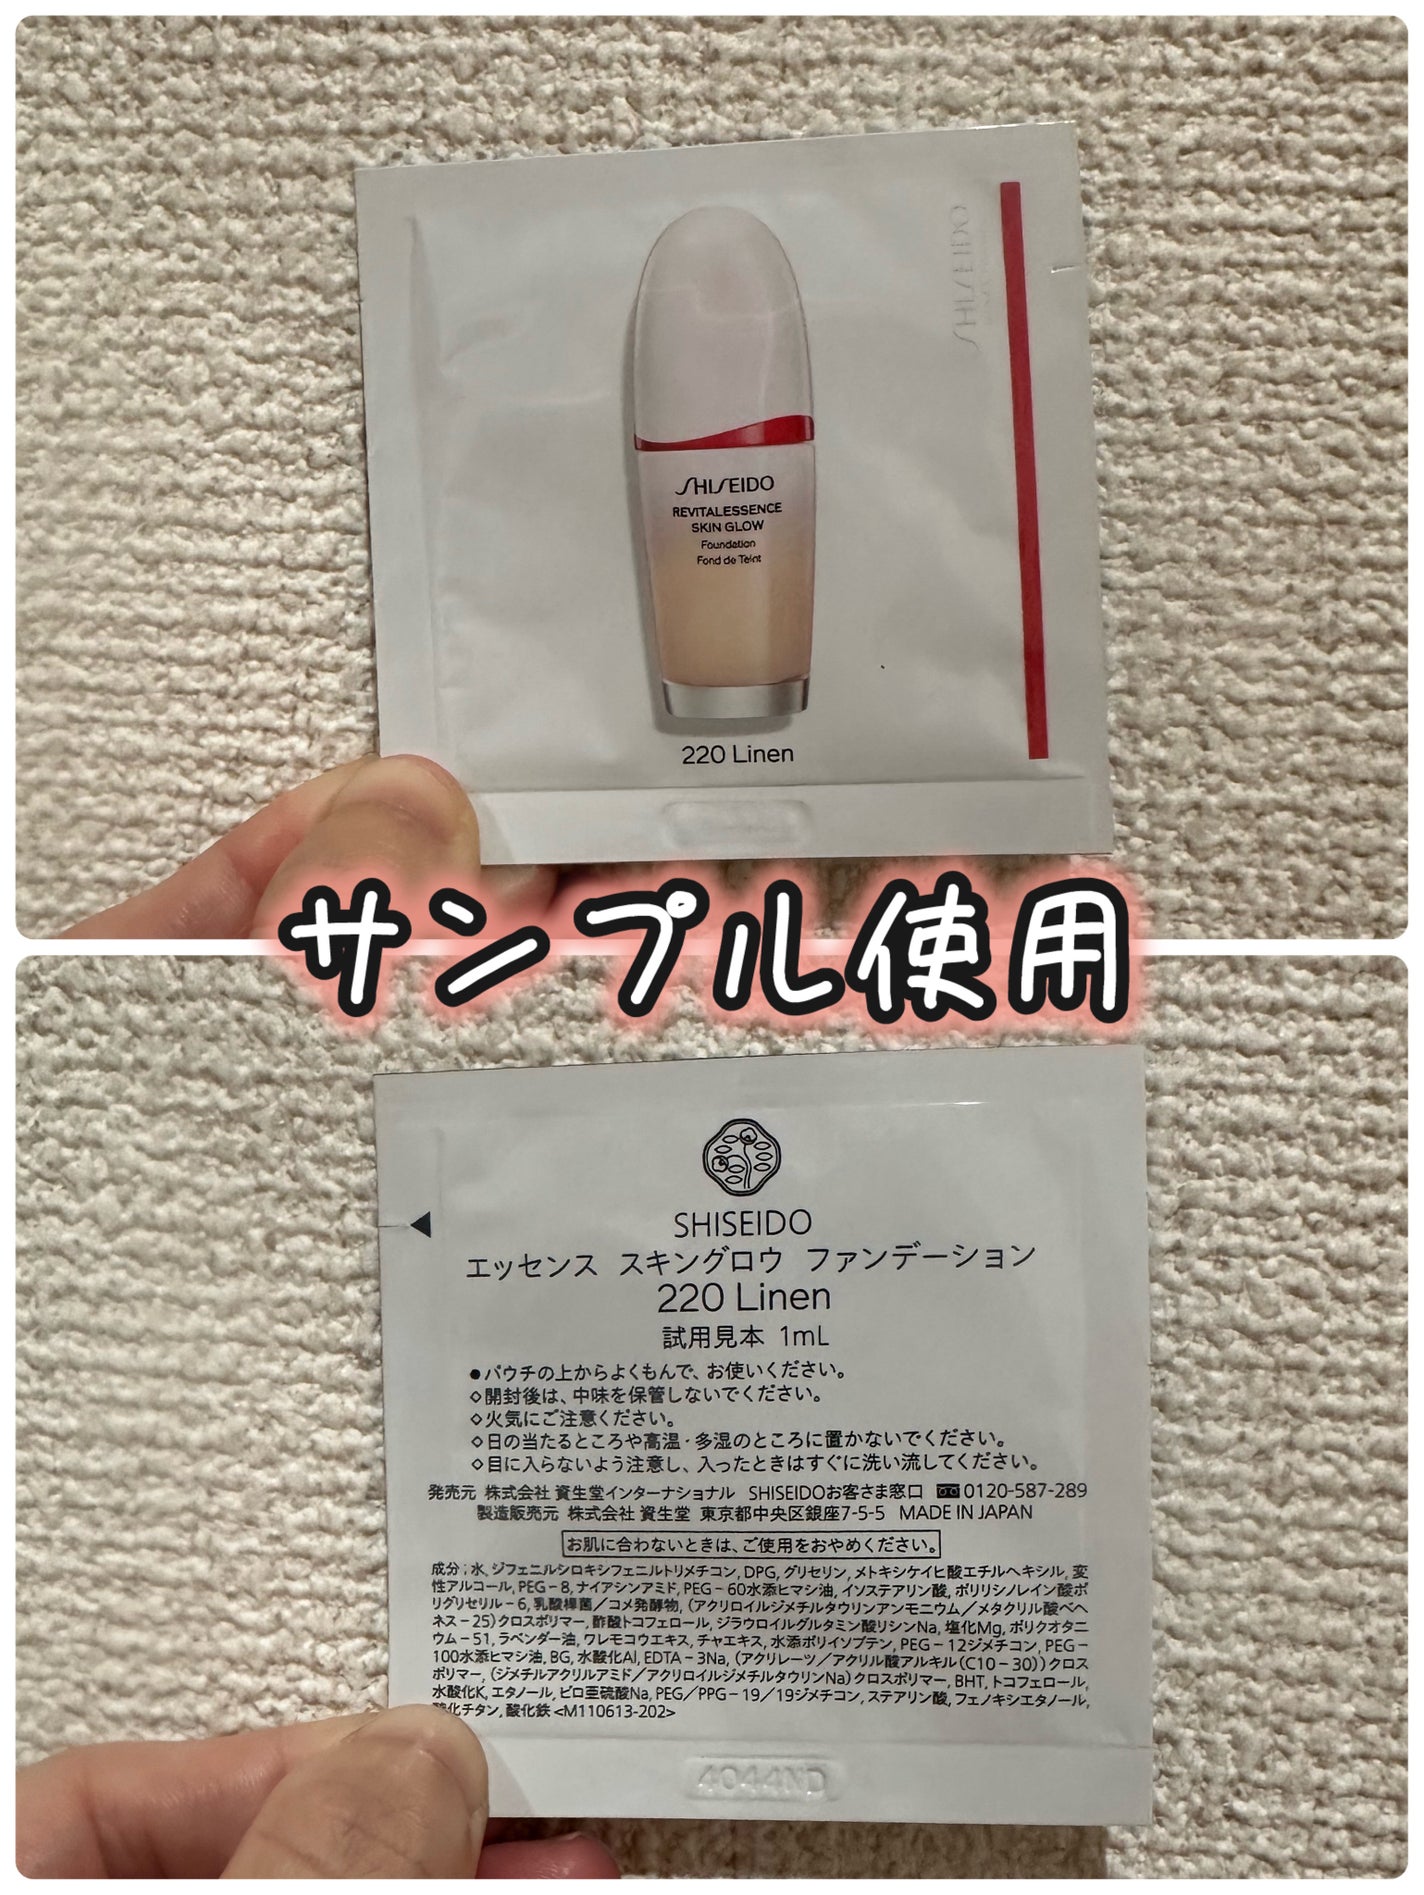 SHISEIDO
SHISEIDO
REVITALESSENCE
SKIN GLOW
Foundation
Fond de Teint
220 Linen
サンプル使用
SHISEIDO
エッセンス スキングロウ ファンデーション
220 Linen
試用見本 1mL
●パウチの上からよくもんで、お使いください。
◇開封後は、中味を保管しないでください。
◇火気にご注意ください。
◇日の当たるところや高温・多湿のところに置かないでください。
◇目に入らないよう注意し、入ったときはすぐに洗い流してください。
発売元 株式会社 資生堂インターナショナル SHISEIDOお客さま窓口 0120-587-289
製造販売元 株式会社 資生堂 東京都中央区銀座7-5-5 MADE IN JAPAN
お肌に合わないときは、ご使用をおやめください。
成分:水, ジフェニルシロキシフェニルトリメチコン, DPG, グリセリン, メトキシケイヒ酸エチルヘキシル, 変
性アルコール, PEG-8, ナイアシンアミド, PEG-60水添ヒマシ油, イソステアリン酸, ポリリシノレイン酸ポ
リグリセリル-6, 乳酸桿菌/コメ発酵物, (アクリロイルジメチルタウリンアンモニウム/メタクリル酸ベヘ
ネス-25)クロスポリマー, 酢酸トコフェロール, ジラウロイルグルタミン酸リシンNa, 塩化Mg, ポリクオタニ
ウム-51, ラベンダー油, ワレモコウエキス, チャエキス, 水添ポリイソブテン, PEG-12ジメチコン, PEG-
100水添ヒマシ油, BG, 水酸化Al, EDTA-3Na, (アクリレーツ/アクリル酸アルキル(C10-30))クロス
ポリマー, (ジメチルアクリルアミド/アクリロイルジメチルタウリンNa)クロスポリマー, BHT, トコフェロール,
水酸化K, エタノール, ピロ亜硫酸Na, PEG/PPG-19/19ジメチコン, ステアリン酸, フェノキシエタノール,
酸化チタン, 酸化鉄 <M110613-202>
4044ND